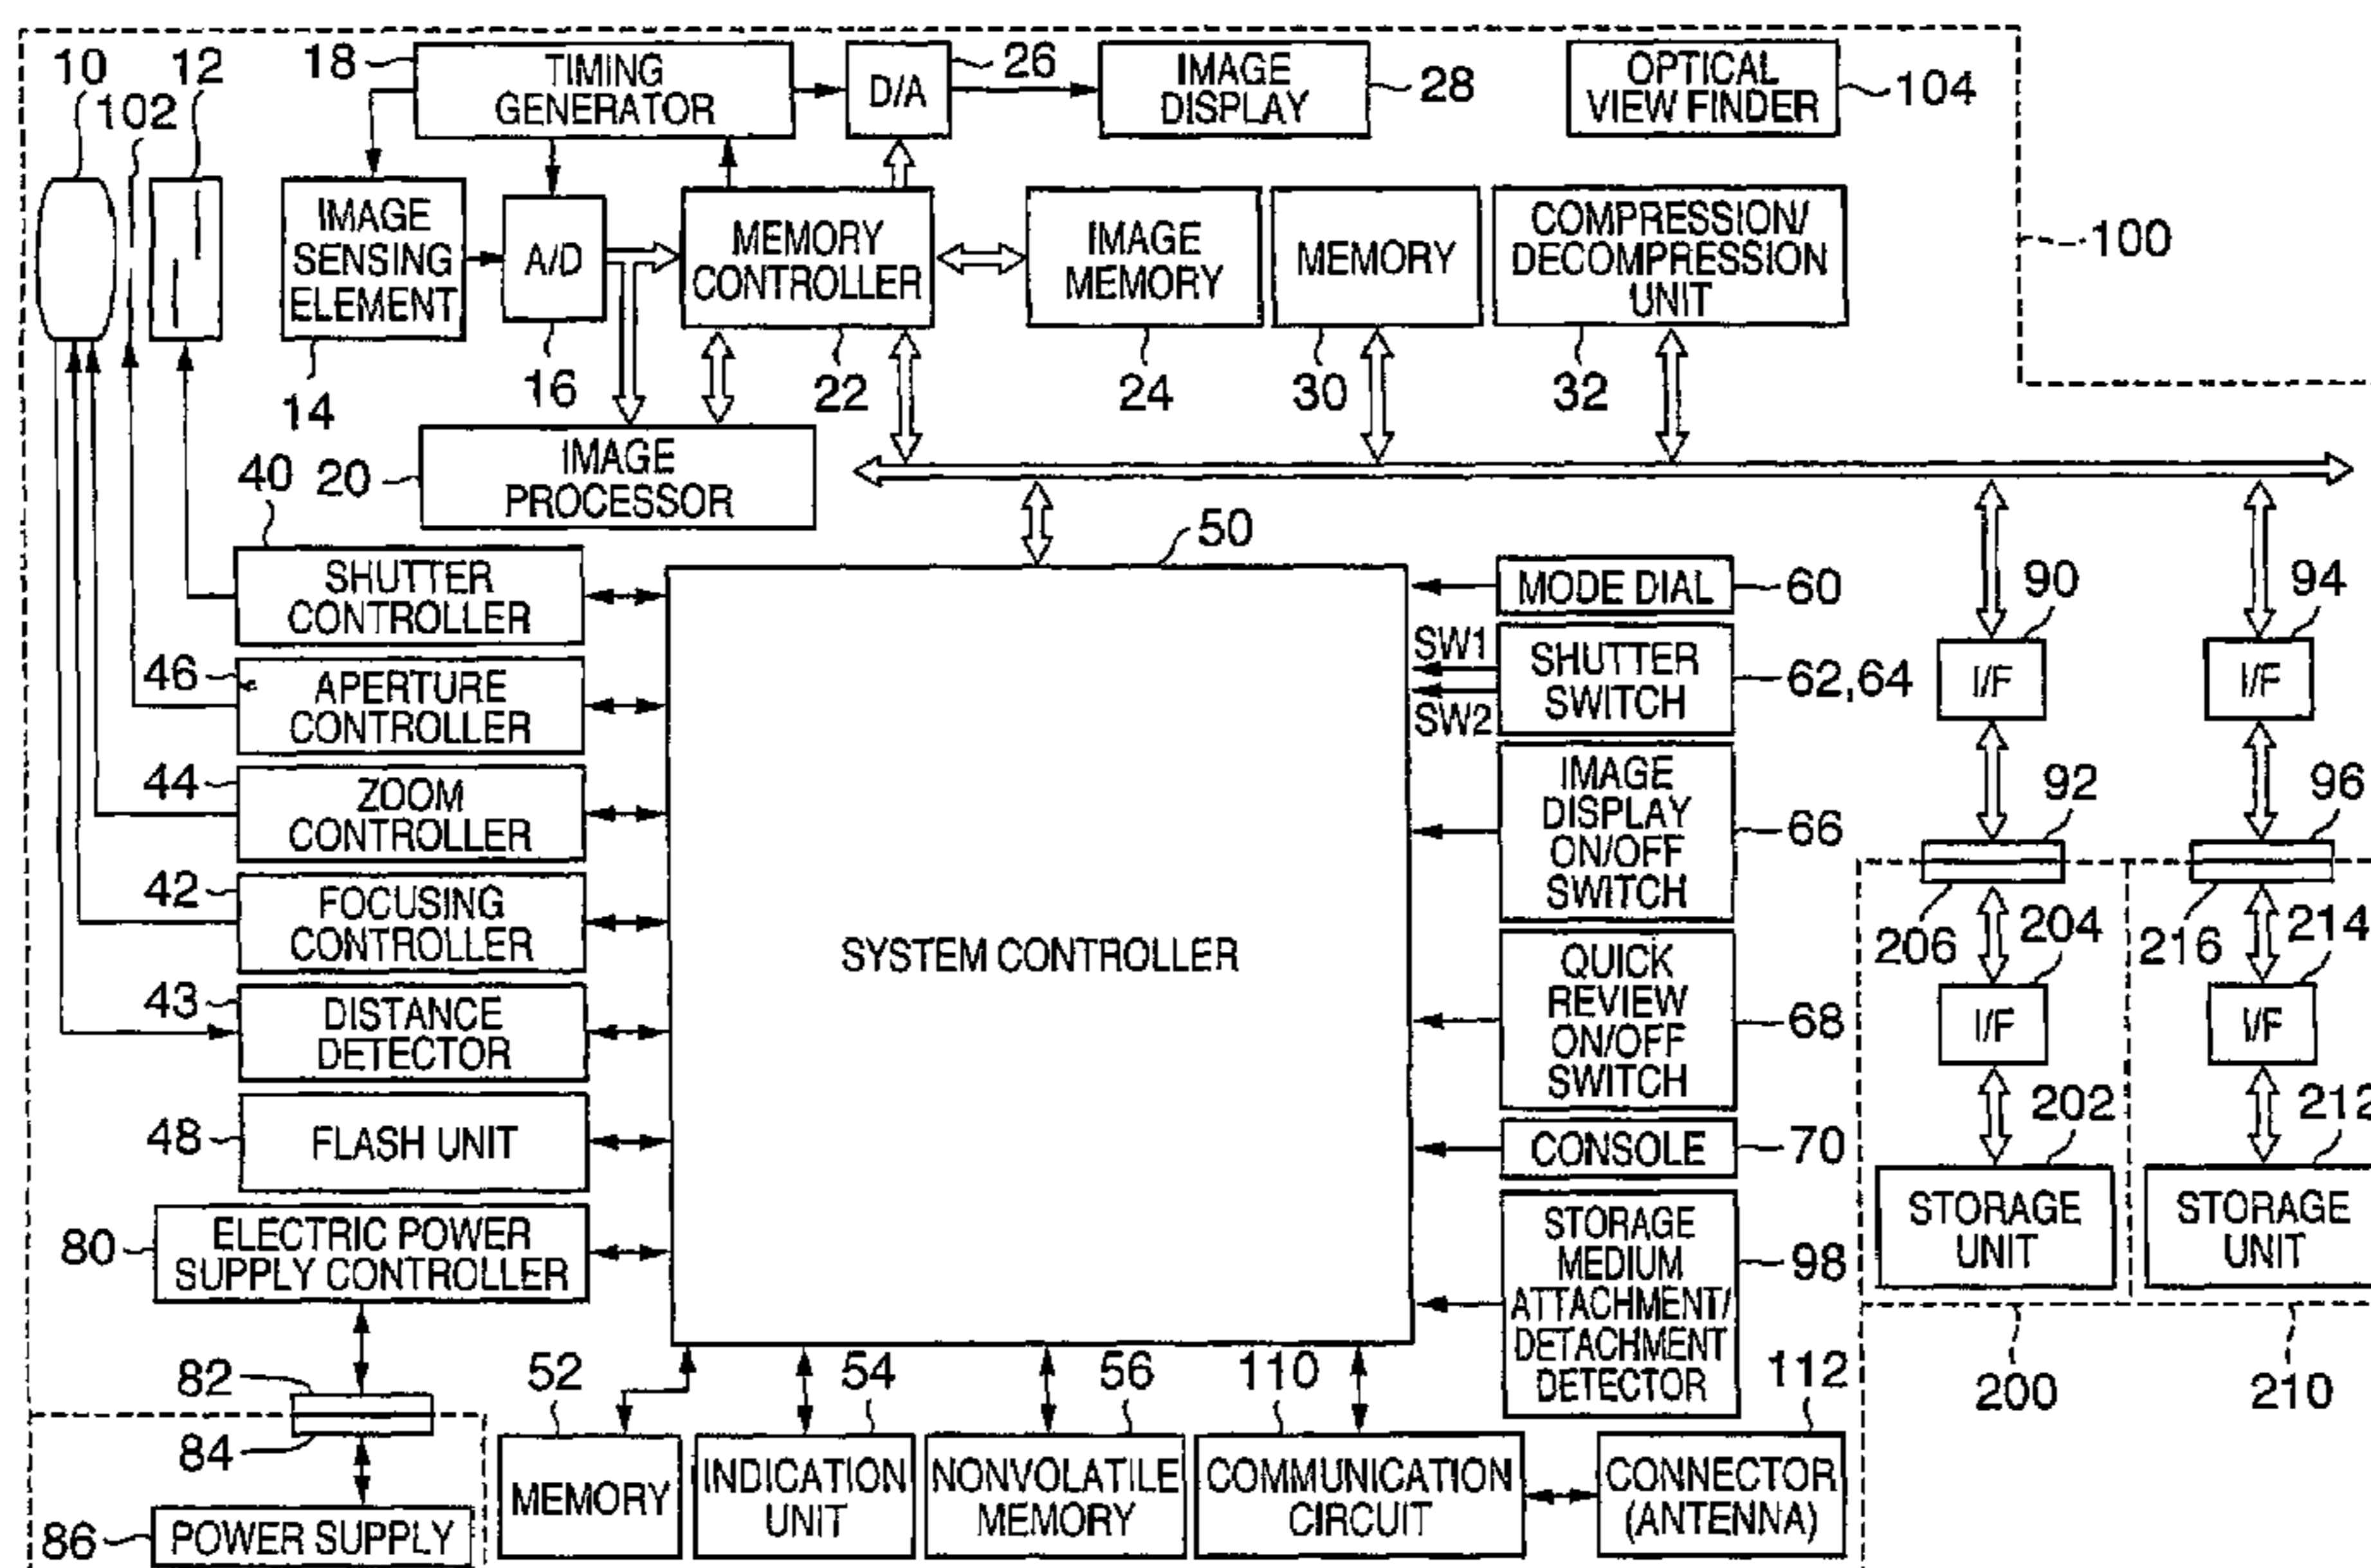 10
102
12
18
TIMING
GENERATOR
D/A
26
IMAGE
DISPLAY
28
OPTICAL
VIEW FINDER
104
100
IMAGE
SENSING
ELEMENT
14
A/D
16
MEMORY
CONTROLLER
22
IMAGE
MEMORY
24
MEMORY
30
COMPRESSION/
DECOMPRESSION
UNIT
32
20
IMAGE
PROCESSOR
40
SHUTTER
CONTROLLER
46
APERTURE
CONTROLLER
44
ZOOM
CONTROLLER
42
FOCUSING
CONTROLLER
43
DISTANCE
DETECTOR
48
FLASH UNIT
80
ELECTRIC POWER
SUPPLY CONTROLLER
82
84
86
POWER SUPPLY
50
SYSTEM CONTROLLER
MODE DIAL
60
SW1
SW2
SHUTTER
SWITCH
62,64
IMAGE
DISPLAY
ON/OFF
SWITCH
66
QUICK
REVIEW
ON/OFF
SWITCH
68
CONSOLE
70
STORAGE
MEDIUM
ATTACHMENT/
DETACHMENT
DETECTOR
98
52
MEMORY
54
INDICATION
UNIT
56
NONVOLATILE
MEMORY
110
COMMUNICATION
CIRCUIT
112
CONNECTOR
(ANTENNA)
90
I/F
92
206
204
I/F
202
STORAGE
UNIT
200
94
I/F
96
216
214
I/F
212
STORAGE
UNIT
210